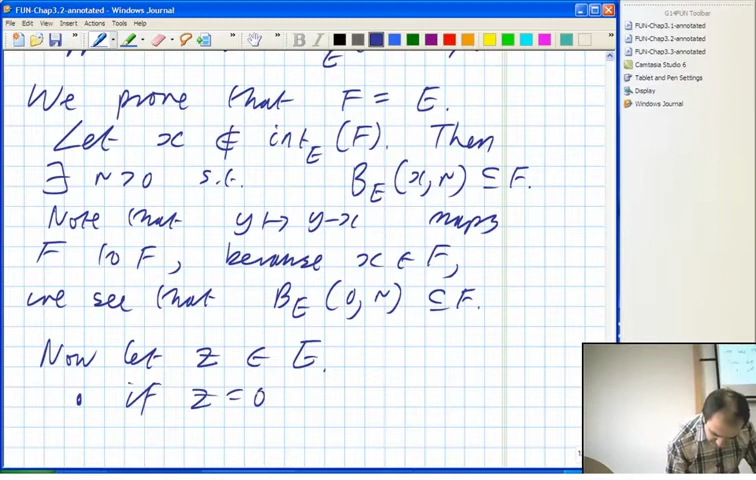 FUN-Chap3,2-annotated - Windows Journal
File Edit View Insert Actions Tools Help
B I
We prove that F = E.
Let x ∉ int_E (F). Then
∃ r > 0 s.t. B_E (x, r) ⊆ F.
Note that y ↦ y-x maps
F to F, because x ∈ F,
we see that B_E (0, r) ⊆ F.
Now let z ∈ E.
• if z = 0
G14FUN Toolbar
FUN-Chap3.1-annotated
FUN-Chap3.2-annotated
FUN-Chap3.3-annotated
Camtasia Studio 6
Tablet and Pen Settings
Display
Windows Journal